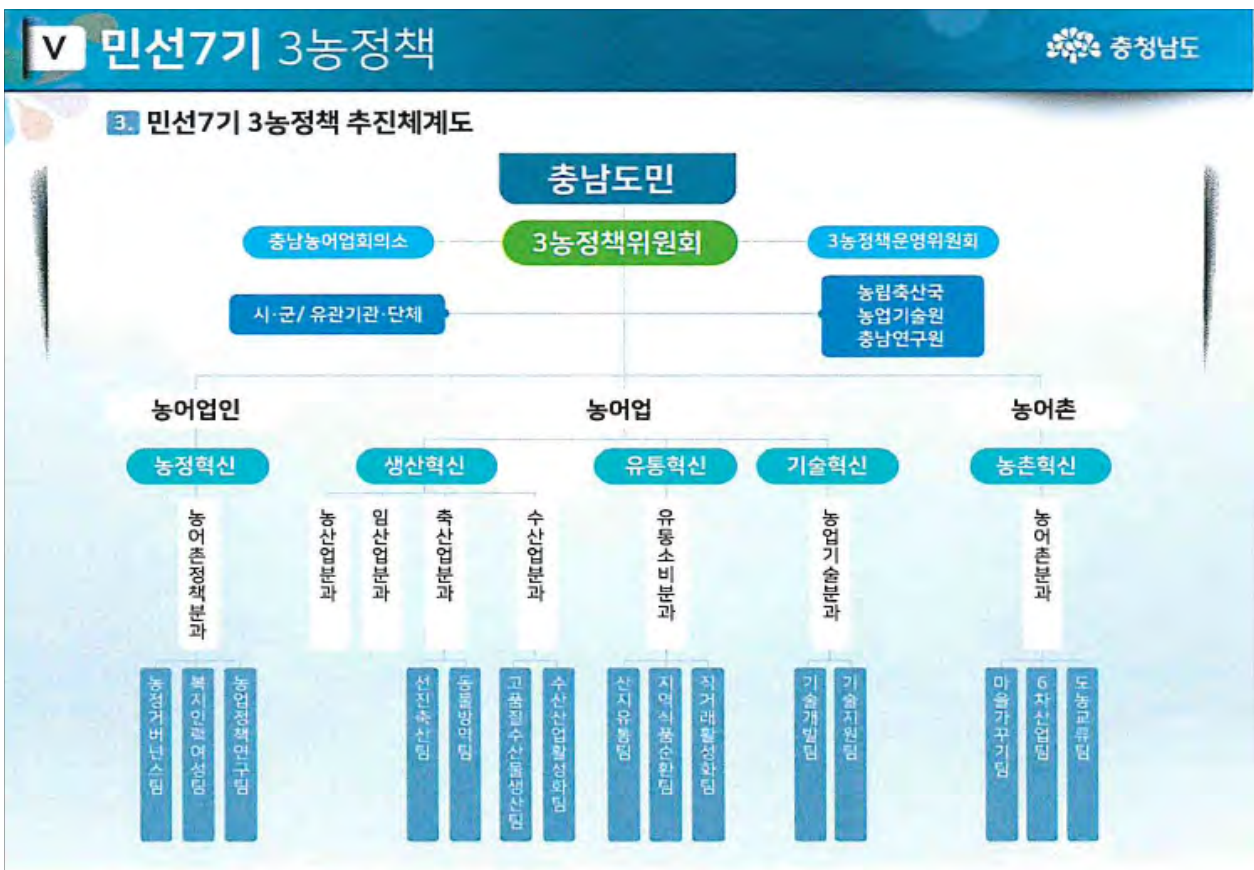 V 민선7기 3농정책
충청남도
3. 민선7기 3농정책 추진체계도
충남도민
충남농어업회의소
3농정책위원회
3농정책운영위원회
시·군/ 유관기관·단체
농림축산국
농업기술원
충남연구원
농어업인
농어업
농어촌
농정혁신
생산혁신
유통혁신
기술혁신
농촌혁신
농어촌정책분과
농산업분과
임산업분과
축산업분과
수산업분과
유통소비분과
농업기술분과
농어촌분과
농정거버넌스팀
복지인력여성팀
농업정책연구팀
선진축산팀
동물방역팀
고품질수산물생산팀
수산산업활성화팀
산지유통팀
지역식품순환팀
직거래활성화팀
기술개발팀
기술지원팀
마을가꾸기팀
6차산업팀
도농교류팀